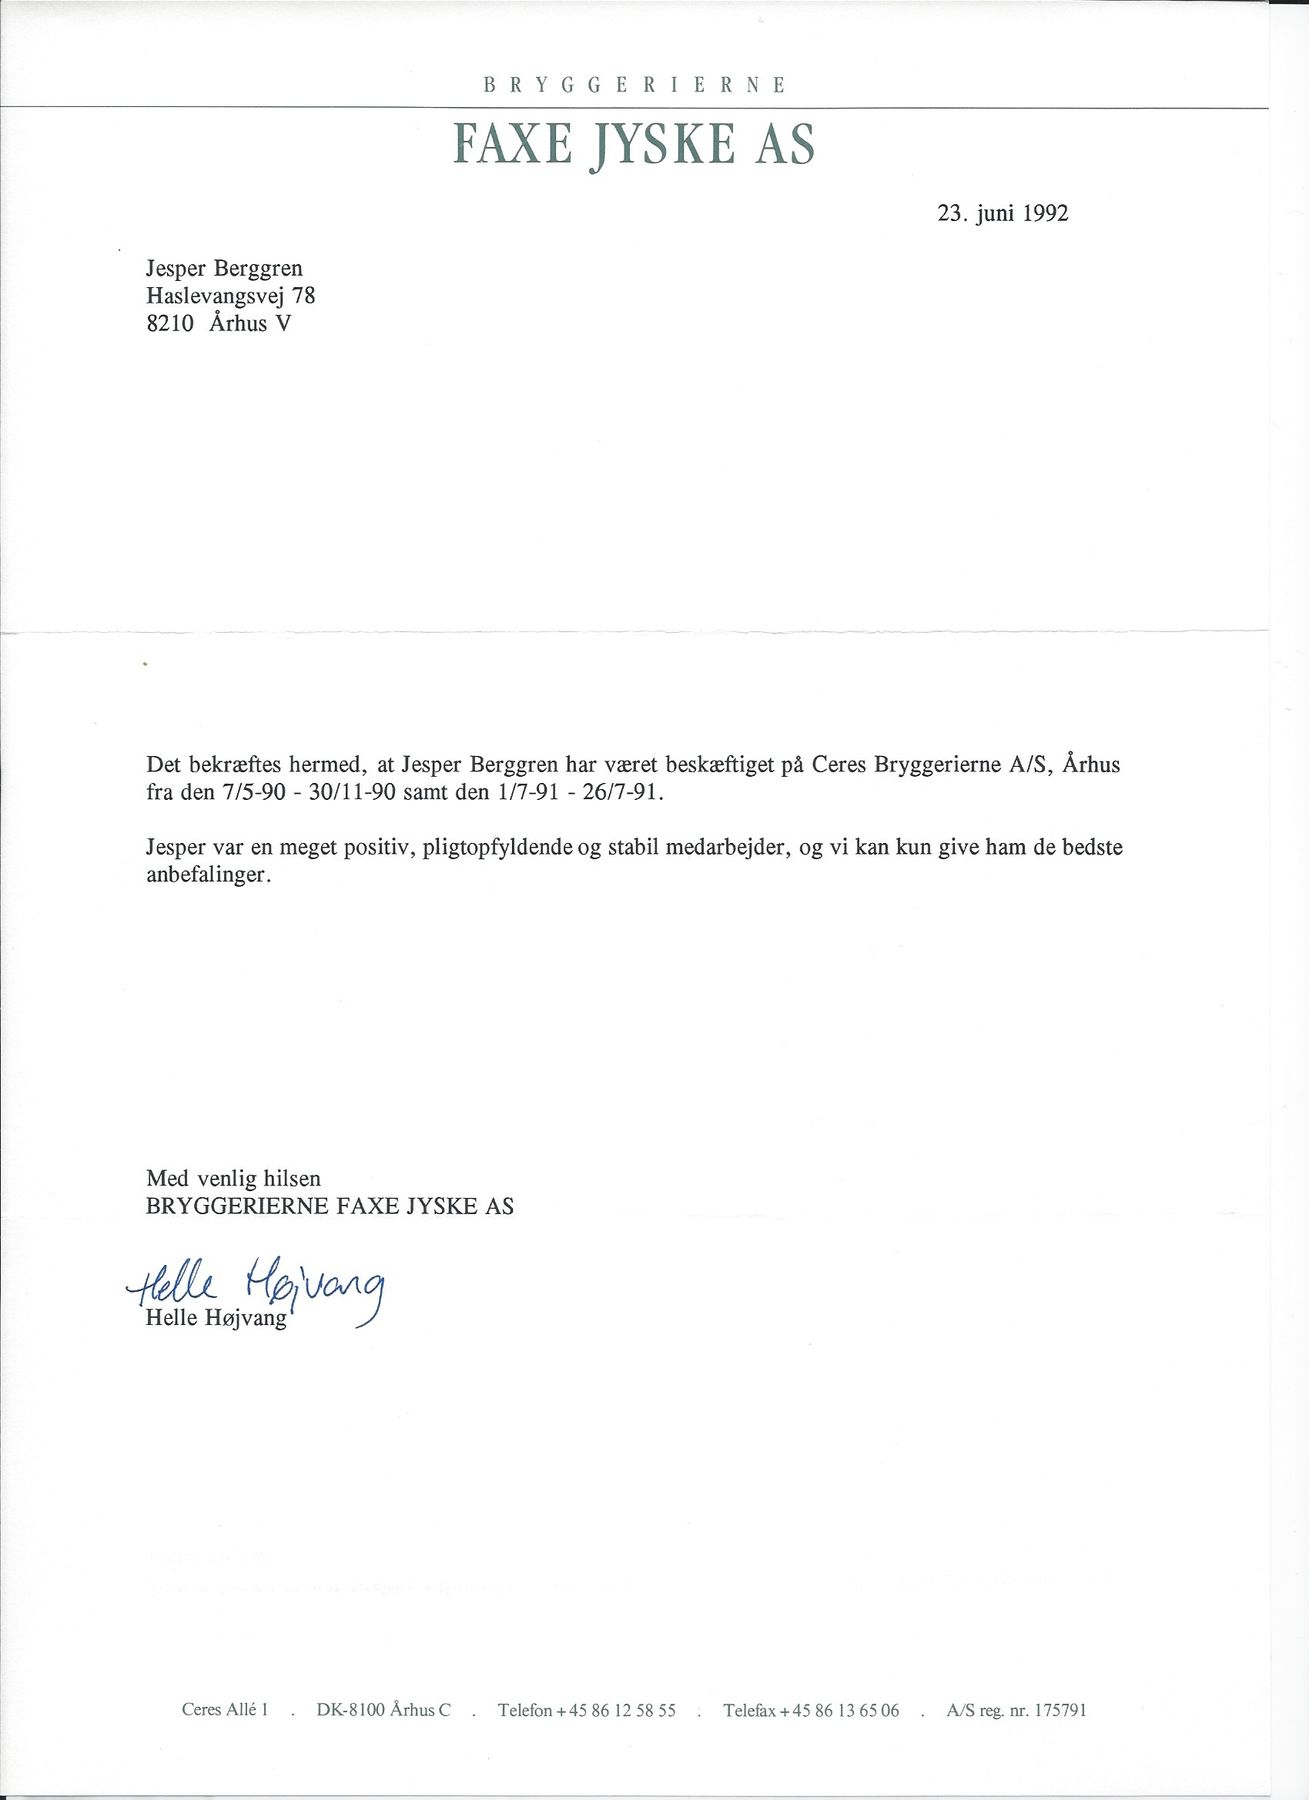 BRYGGERIERNE
FAXE JYSKE AS
23. juni 1992
Jesper Berggren
Haslevangsvej 78
8210 Århus V
Det bekræftes hermed, at Jesper Berggren har været beskæftiget på Ceres Bryggerierne A/S, Århus
fra den 7/5-90 - 30/11-90 samt den 1/7-91 - 26/7-91.
Jesper var en meget positiv, pligtopfyldende og stabil medarbejder, og vi kan kun give ham de bedste
anbefalinger.
Med venlig hilsen
BRYGGERIERNE FAXE JYSKE AS
Helle Højvang
Helle Højvang
Ceres Allé 1 . DK-8100 Århus C . Telefon +45 86 12 58 55 . Telefax +45 86 13 65 06 . A/S reg. nr. 175791